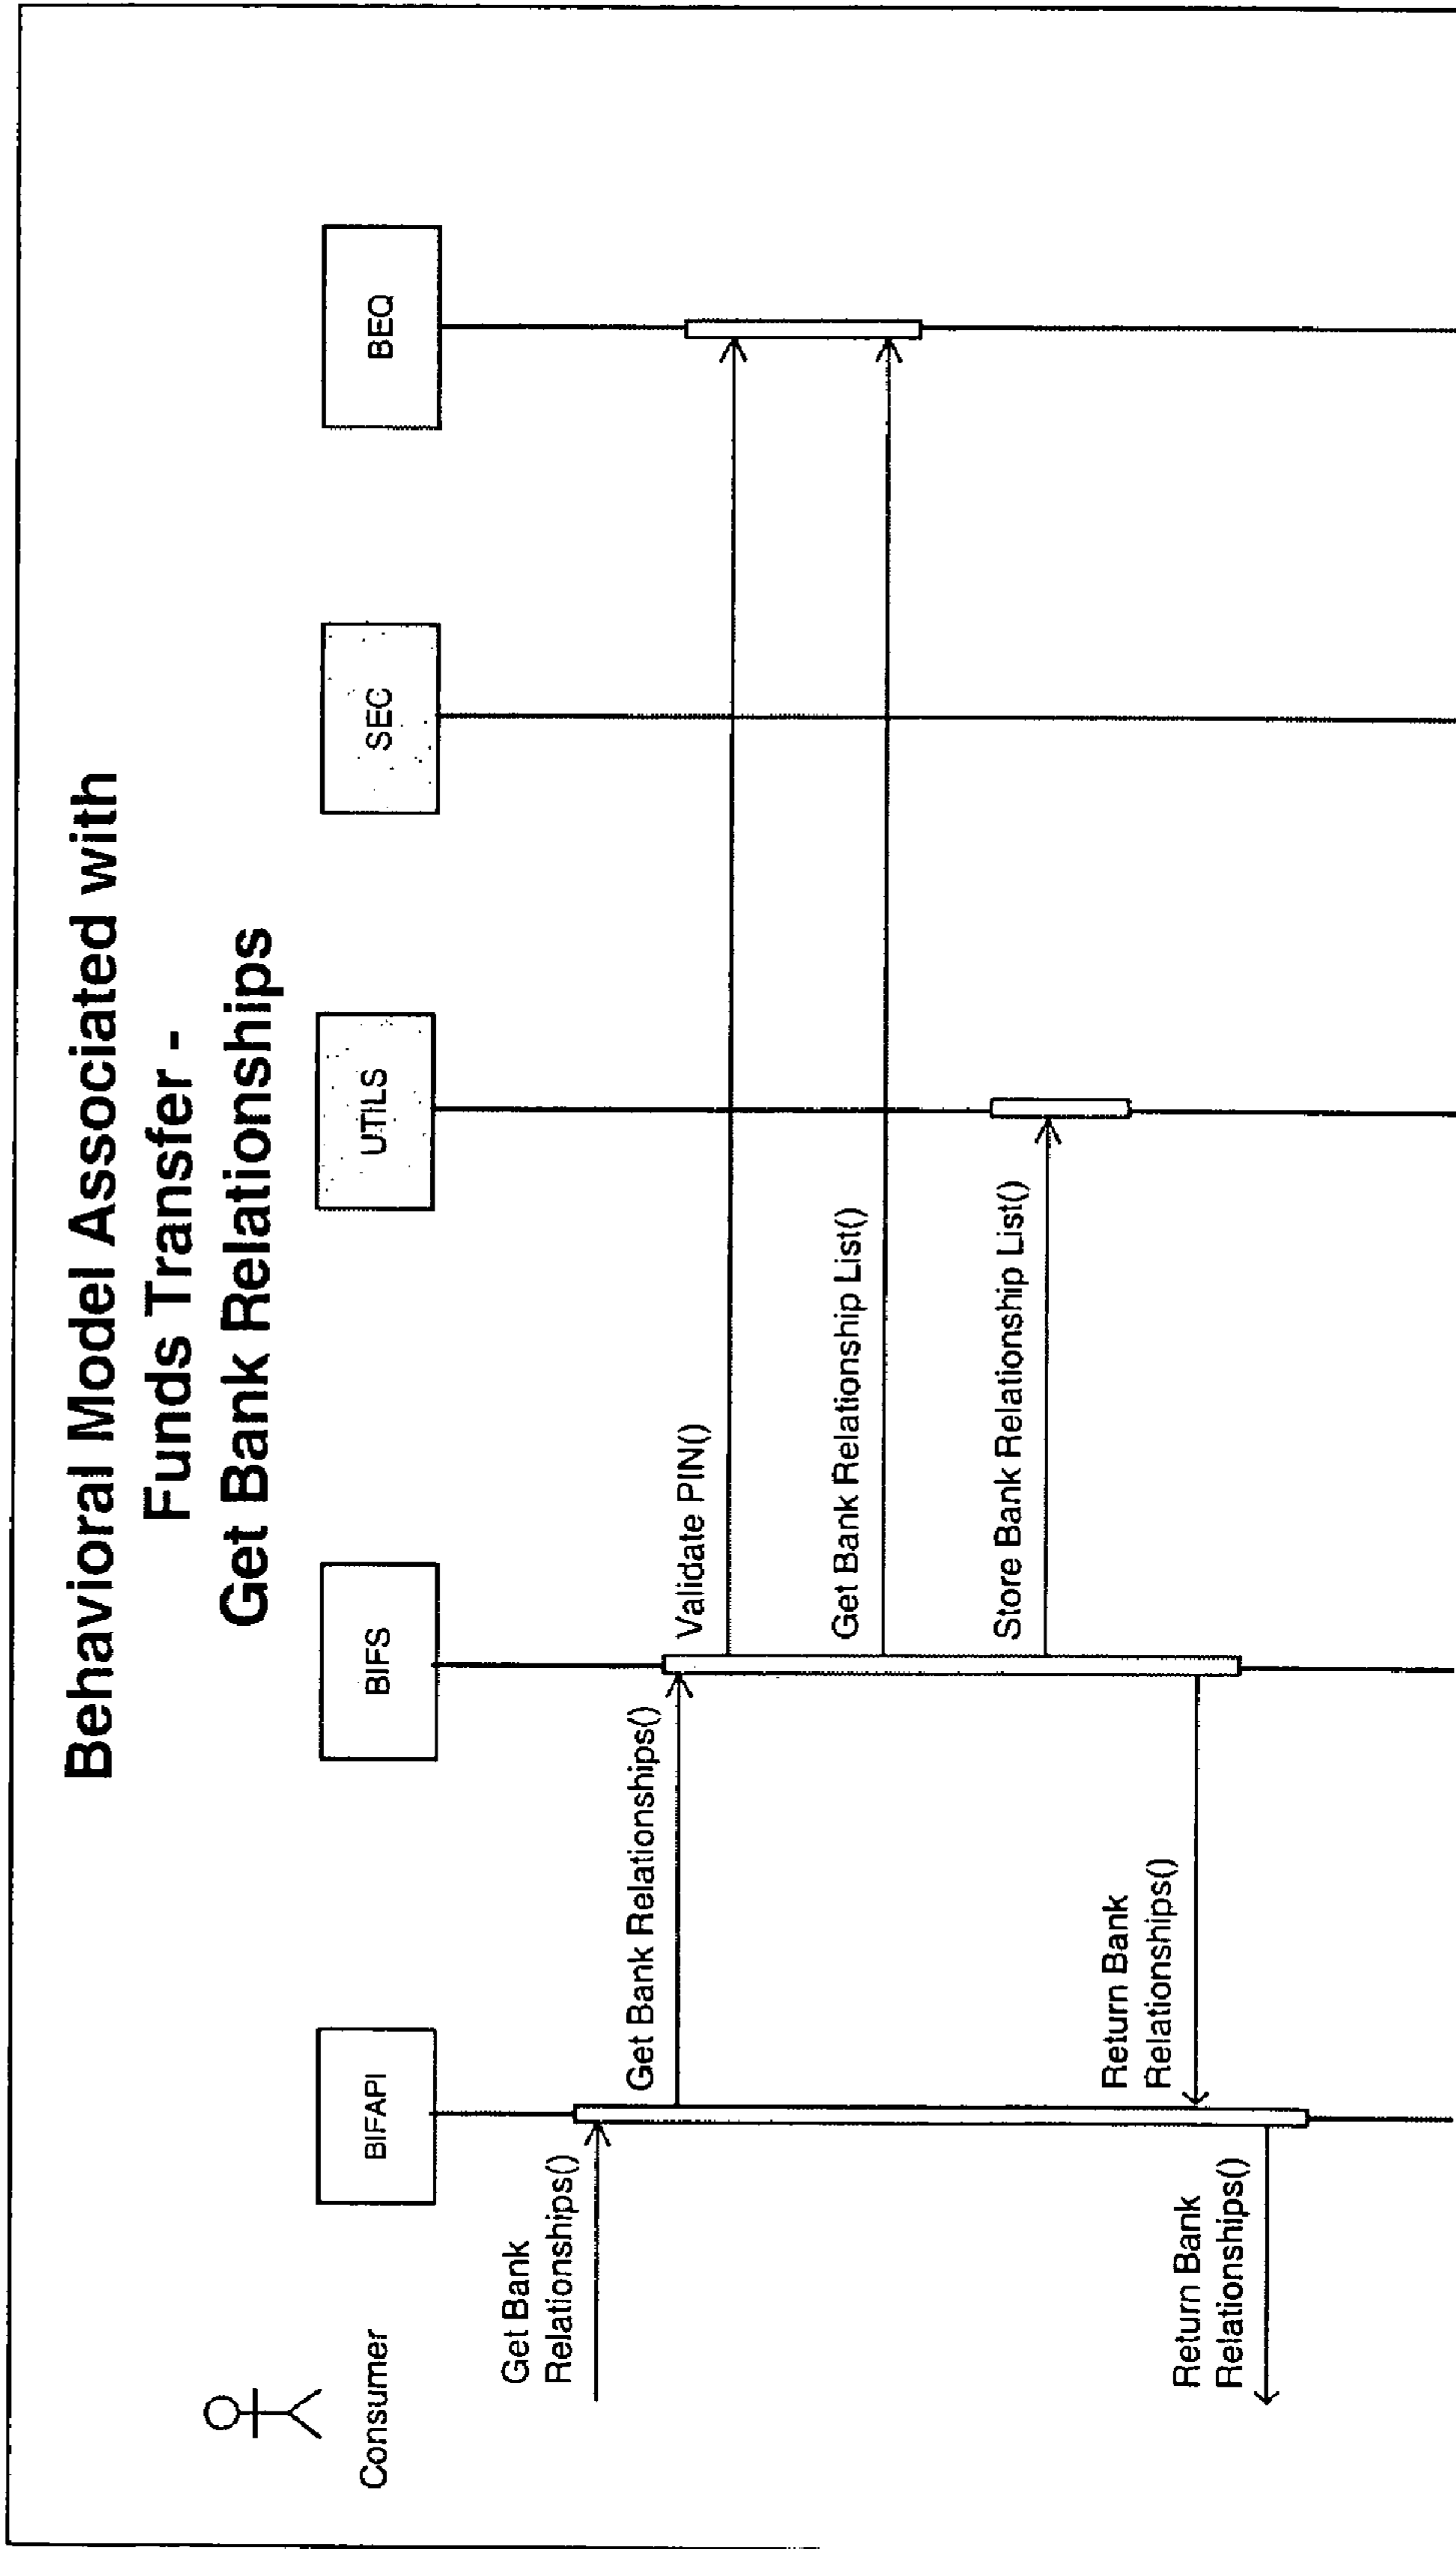 Behavioral Model Associated with
Funds Transfer -
Get Bank Relationships
Consumer
BIFAPI
BIFS
UTILS
SEC
BEQ
Get Bank
Relationships()
Get Bank Relationships()
Validate PIN()
Get Bank Relationship List()
Store Bank Relationship List()
Return Bank
Relationships()
Return Bank
Relationships()